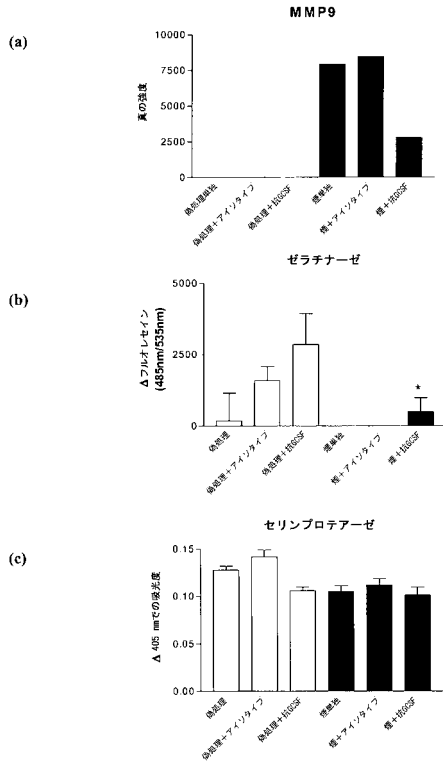 MMP9
(a)
真の強度
10000
7500
5000
2500
0
偽処理単独
偽処理+アイソタイプ
偽処理+抗GCSF
煙単独
煙+アイソタイプ
煙+抗GCSF
ゼラチナーゼ
(b)
Δフルオレセイン
(485nm/535nm)
5000
2500
0
*
偽処理
偽処理+アイソタイプ
偽処理+抗GCSF
煙単独
煙+アイソタイプ
煙+抗GCSF
セリンプロテアーゼ
(c)
Δ 405 nmでの吸光度
0.15
0.10
0.05
0.00
偽処理
偽処理+アイソタイプ
偽処理+抗GCSF
煙単独
煙+アイソタイプ
煙+抗GCSF